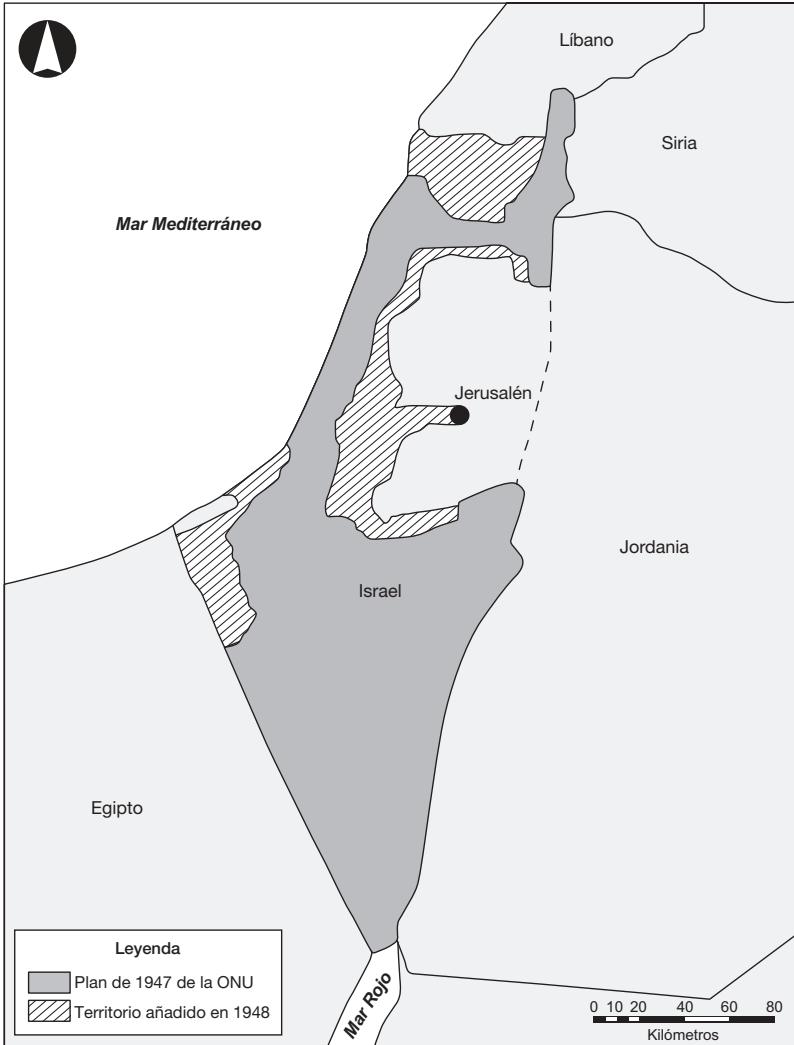 Líbano
Siria
Mar Mediterráneo
Jerusalén
Jordania
Israel
Egipto
Leyenda
Plan de 1947 de la ONU
Territorio añadido en 1948
Mar Rojo
0 10 20 40 60 80
Kilómetros